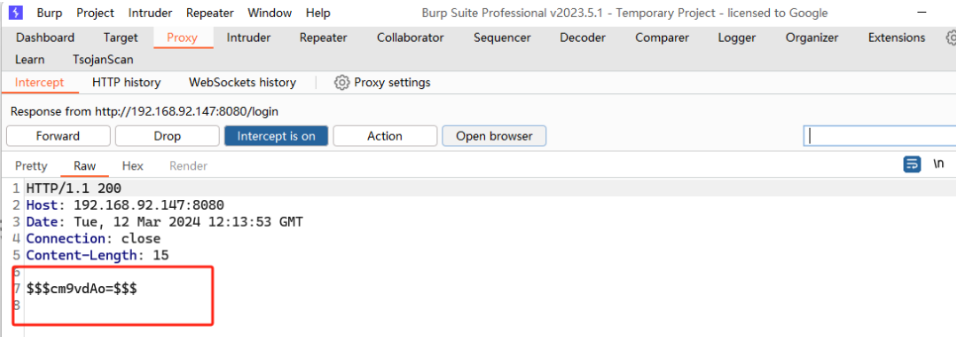 Burp Project Intruder Repeater Window Help Burp Suite Professional v2023.5.1 - Temporary Project - licensed to Google
Dashboard Target Proxy Intruder Repeater Collaborator Sequencer Decoder Comparer Logger Organizer Extensions
Learn TsojanScan
Intercept HTTP history WebSockets history Proxy settings
Response from http://192.168.92.147:8080/login
Forward Drop Intercept is on Action Open browser
Pretty Raw Hex Render \n
1 HTTP/1.1 200
2 Host: 192.168.92.147:8080
3 Date: Tue, 12 Mar 2024 12:13:53 GMT
4 Connection: close
5 Content-Length: 15
6
7 $$$cm9vdAo=$$$
8